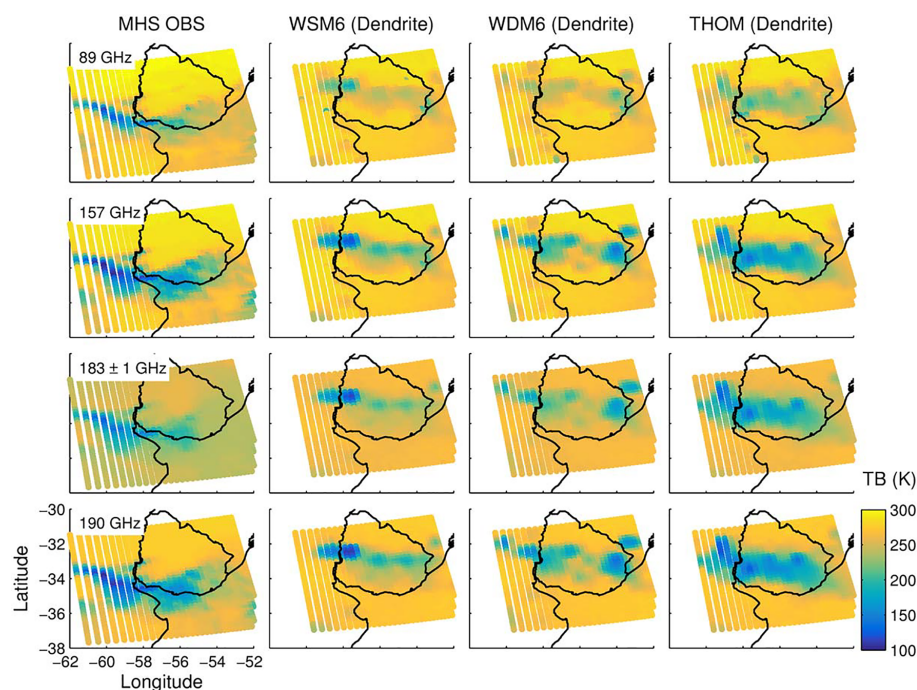 MHS OBS WSM6 (Dendrite) WDM6 (Dendrite) THOM (Dendrite)
89 GHz
157 GHz
183 ± 1 GHz
TB (K)
190 GHz
−30
−32
−34
−36
−38
Latitude
−62 −60 −58 −56 −54 −52
Longitude
300
250
200
150
100